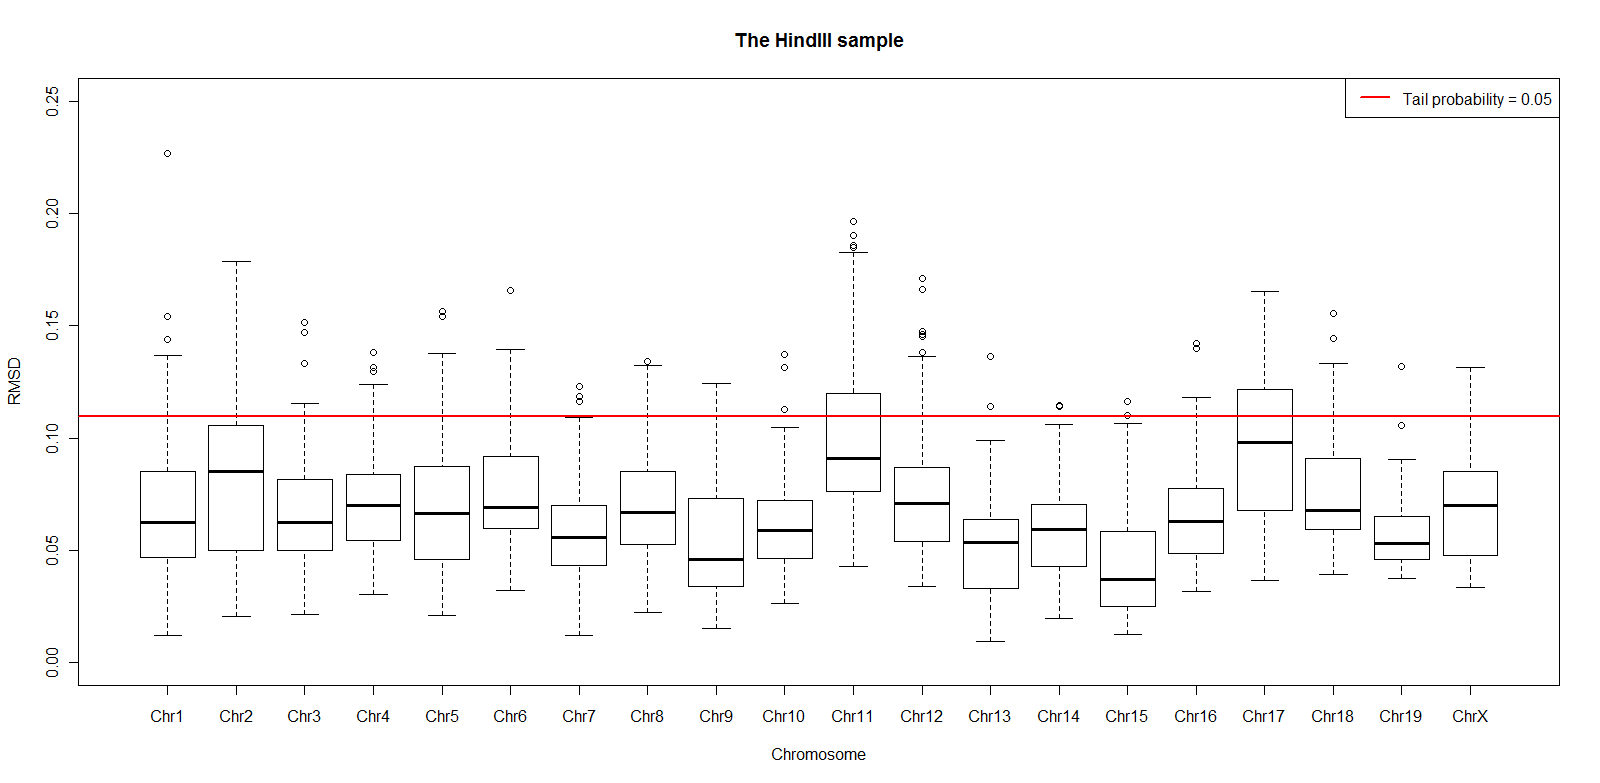 The HindIII sample
Tail probability = 0.05
RMSD
0.25
0.20
0.15
0.10
0.05
0.00
Chr1 Chr2 Chr3 Chr4 Chr5 Chr6 Chr7 Chr8 Chr9 Chr10 Chr11 Chr12 Chr13 Chr14 Chr15 Chr16 Chr17 Chr18 Chr19 ChrX
Chromosome